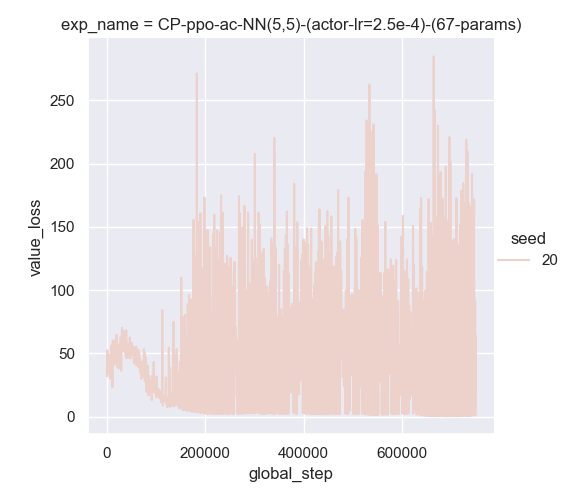 exp_name = CP-ppo-ac-NN(5,5)-(actor-lr=2.5e-4)-(67-params)
250
200
150
100
50
0
value_loss
0
200000
400000
600000
global_step
seed
20